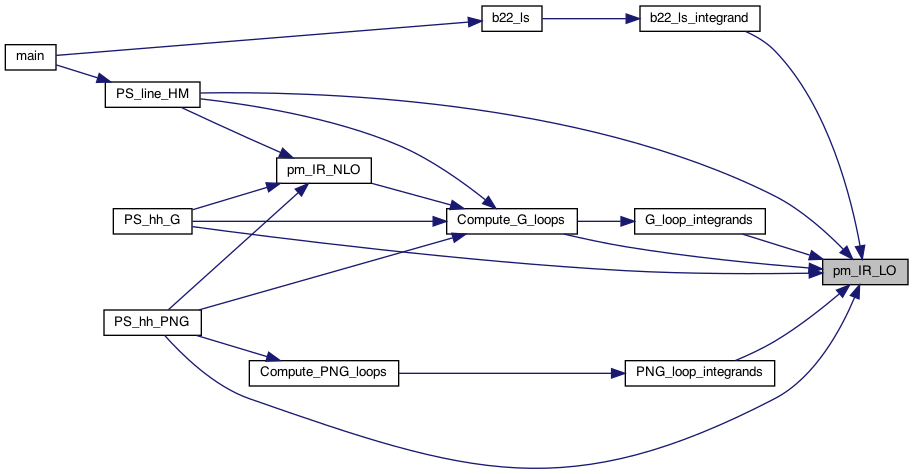 b22_ls
b22_ls_integrand
main
PS_line_HM
pm_IR_NLO
PS_hh_G
Compute_G_loops
G_loop_integrands
pm_IR_LO
PS_hh_PNG
Compute_PNG_loops
PNG_loop_integrands